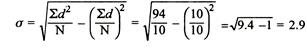 σ = √(Σd²/N − (Σd/N)²) = √(94/10 − (10/10)²) = √9.4 − 1 = 2.9